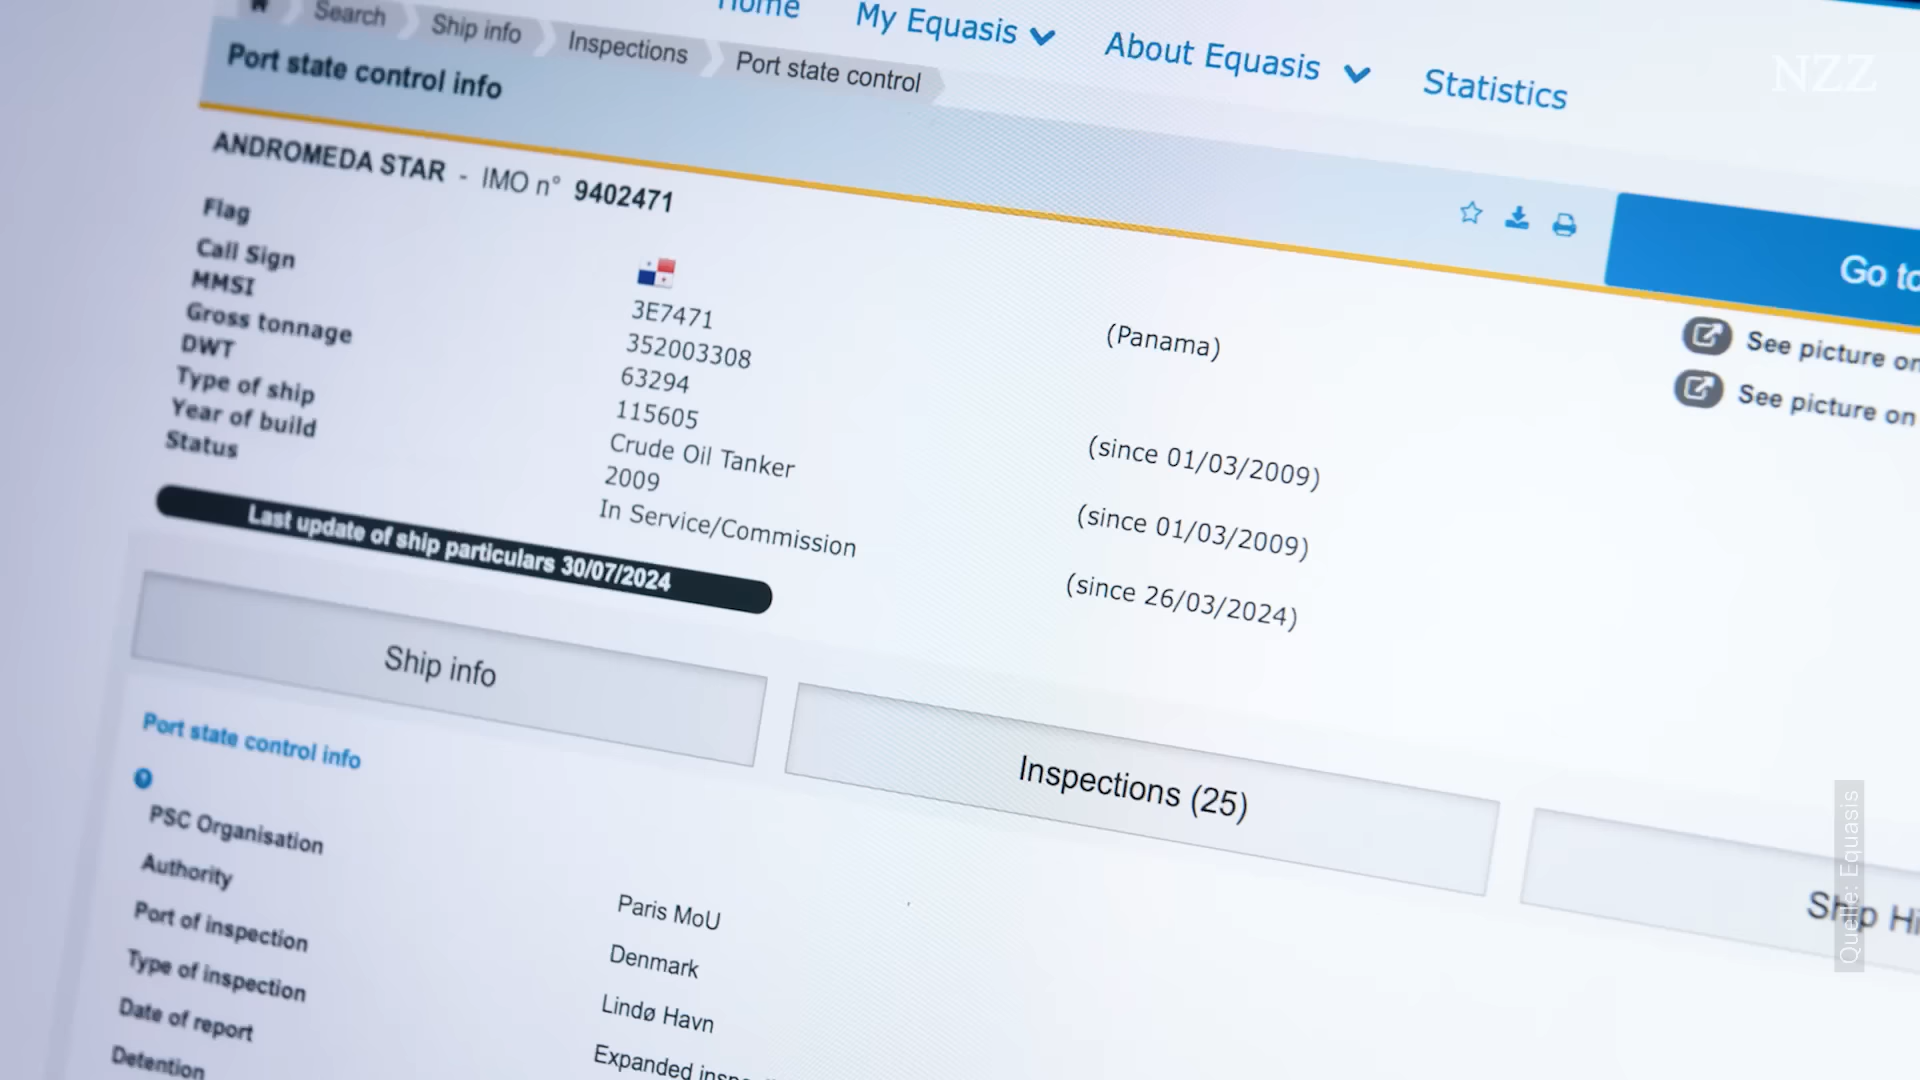 Home
My Equasis
About Equasis
Statistics
NZZ
Search
Ship info
Inspections
Port state control
Port state control info
Go to
ANDROMEDA STAR - IMO n° 9402471
Flag
(Panama)
Call Sign
3E7471
MMSI
352003308
Gross tonnage
63294
(since 01/03/2009)
DWT
115605
Type of ship
Crude Oil Tanker
(since 01/03/2009)
Year of build
2009
Status
In Service/Commission
(since 26/03/2024)
Last update of ship particulars 30/07/2024
See picture on
See picture on
Ship info
Inspections (25)
Ship Hi
Port state control info
PSC Organisation
Paris MoU
Authority
Denmark
Port of inspection
Lindø Havn
Type of inspection
Expanded
Date of report
Detention
Quelle: Equasis